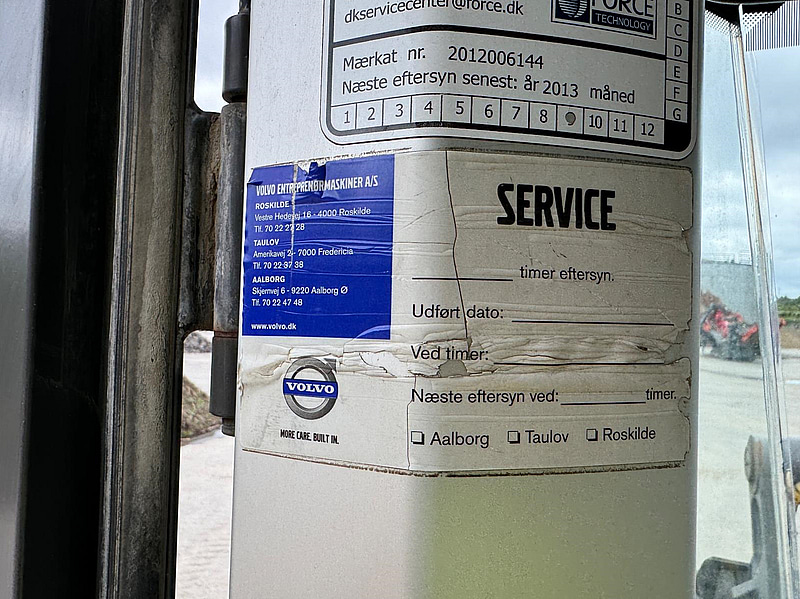 dkservicecenter@force.dk
FORCE
TECHNOLOGY
Mærkat nr. 2012006144
Næste eftersyn senest: år 2013 måned
1 2 3 4 5 6 7 8 10 11 12
B
C
D
E
F
G
VOLVO ENTREPRENØRMASKINER A/S
ROSKILDE
Vestre Hedevej 16 - 4000 Roskilde
Tlf. 70 22 27 28
TAULOV
Amerikavej 2 - 7000 Fredericia
Tlf. 70 22 37 38
AALBORG
Skjernvej 6 - 9220 Aalborg Ø
Tlf. 70 22 47 48
www.volvo.dk
VOLVO
MORE CARE. BUILT IN.
SERVICE
timer eftersyn.
Udført dato:
Ved timer:
Næste eftersyn ved: timer.
Aalborg Taulov Roskilde